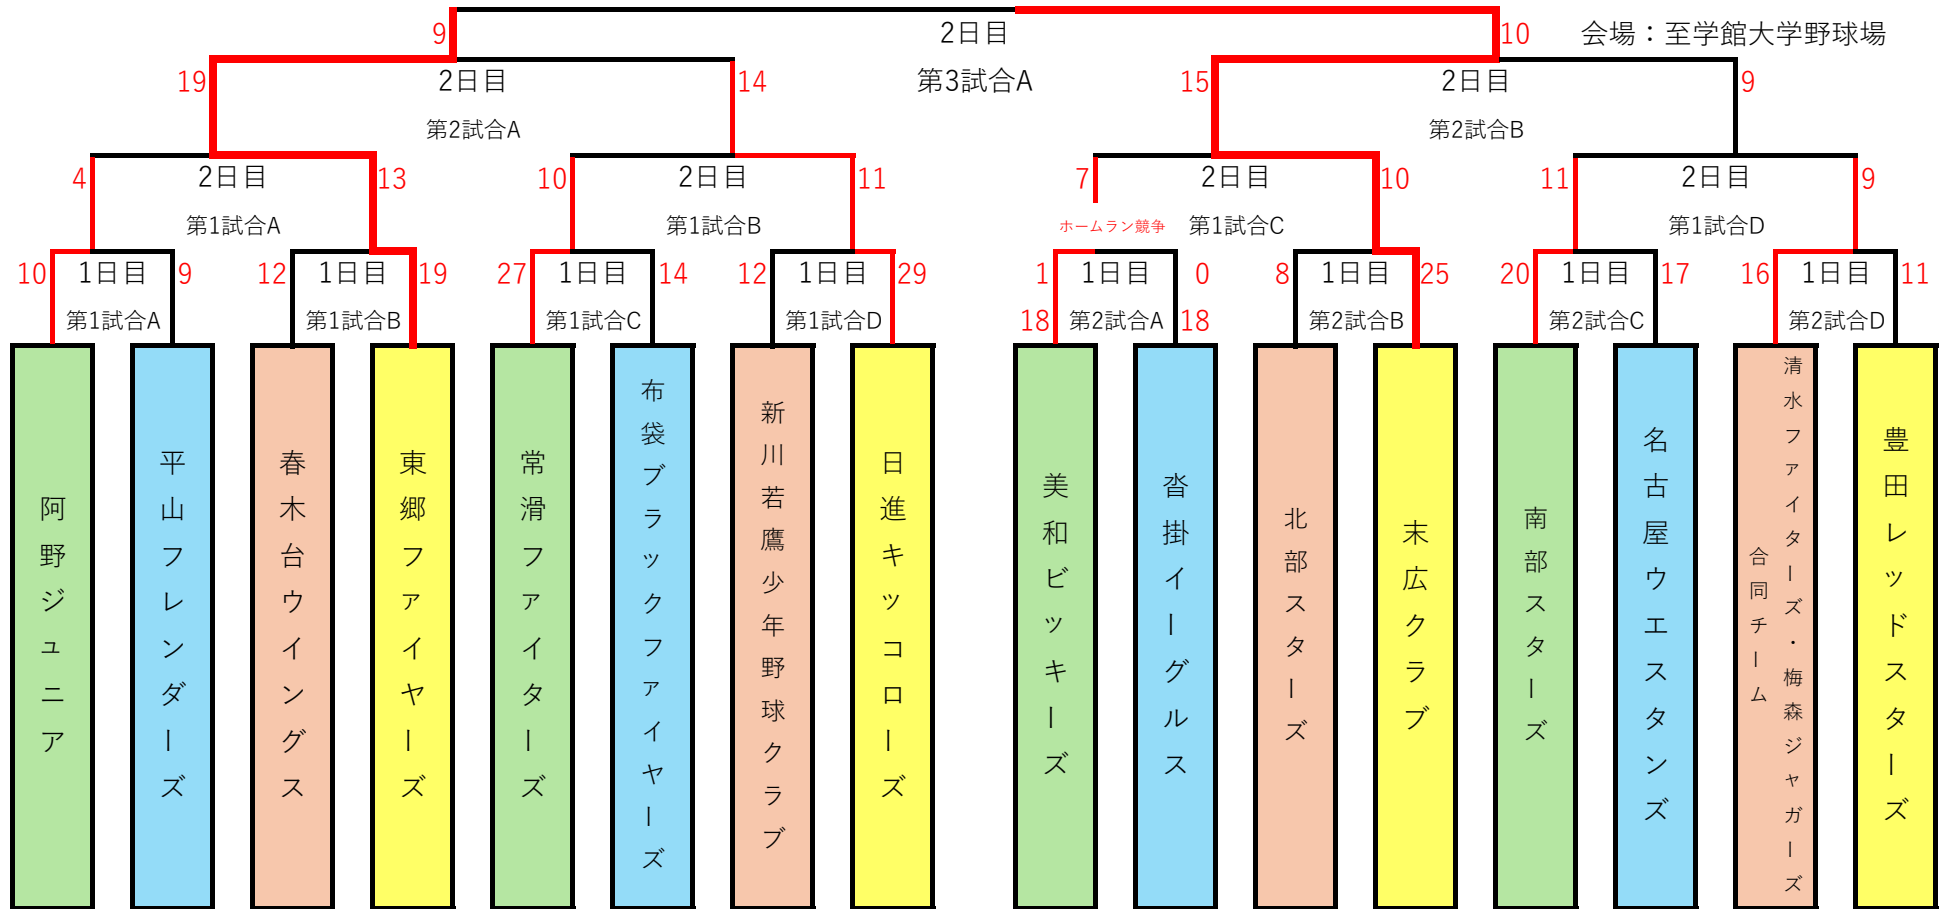 9
2日目
10
会場：至学館大学野球場
19
2日目
14
第3試合A
15
2日目
9
第2試合A
第2試合B
4
2日目
13
10
2日目
11
7
2日目
10
11
2日目
9
第1試合A
第1試合B
ホームラン競争
第1試合C
第1試合D
10
1日目
9
12
1日目
19
27
1日目
14
12
1日目
29
1
1日目
0
8
1日目
25
20
1日目
17
16
1日目
11
第1試合A
第1試合B
第1試合C
第1試合D
18
第2試合A
18
第2試合B
第2試合C
第2試合D
阿野ジュニア
平山フレンダーズ
春木台ウイングス
東郷ファイヤーズ
常滑ファイターズ
布袋ブラックファイヤーズ
新川若鷹少年野球クラブ
日進キッコローズ
美和ビッキーズ
沓掛イーグルス
北部スターズ
末広クラブ
南部スターズ
名古屋ウエスタンズ
清水ファイターズ・梅森ジャガーズ
合同チーム
豊田レッドスターズ